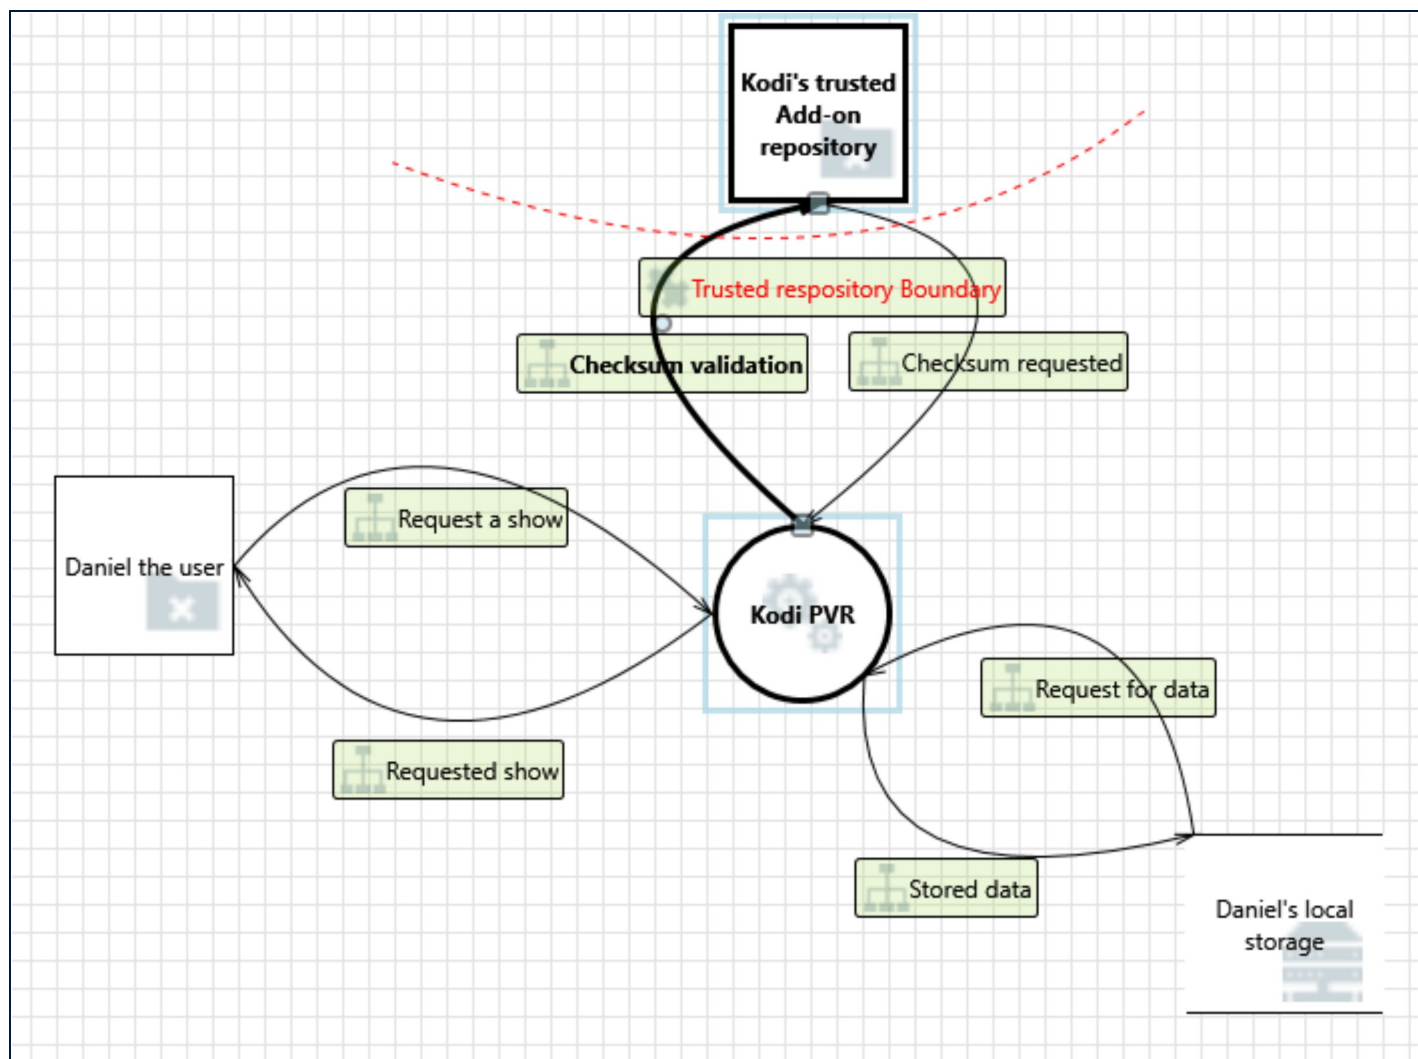 Kodi's trusted
Add-on
repository
Trusted respository Boundary
Checksum validation
Checksum requested
Request a show
Daniel the user
Kodi PVR
Request for data
Requested show
Stored data
Daniel's local
storage